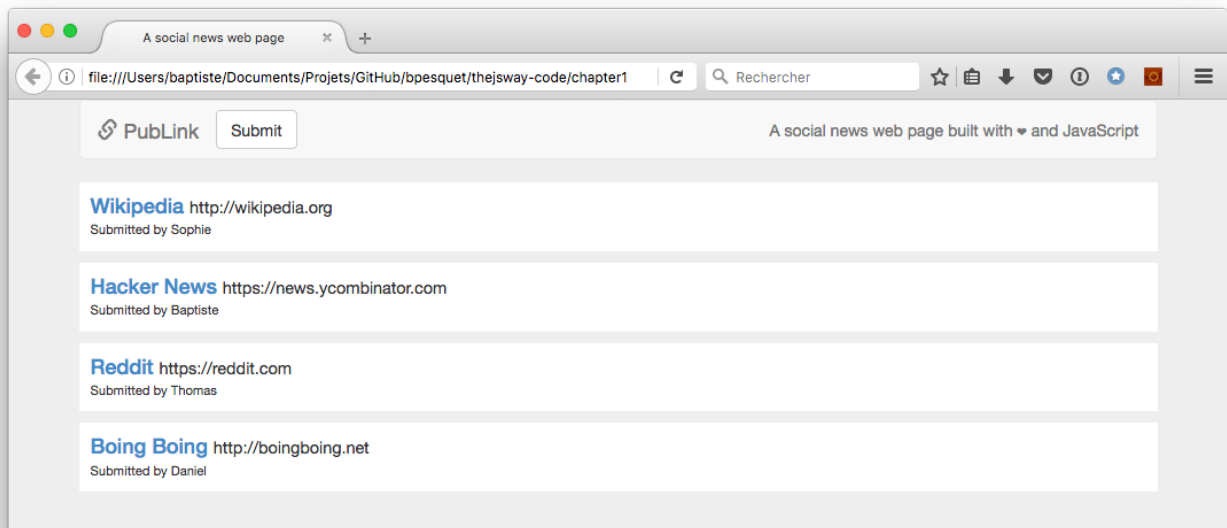 A social news web page
file:///Users/baptiste/Documents/Projets/GitHub/bpesquet/thejsway-code/chapter1
Rechercher
PubLink Submit A social news web page built with ❤ and JavaScript
Wikipedia http://wikipedia.org
Submitted by Sophie
Hacker News https://news.ycombinator.com
Submitted by Baptiste
Reddit https://reddit.com
Submitted by Thomas
Boing Boing http://boingboing.net
Submitted by Daniel